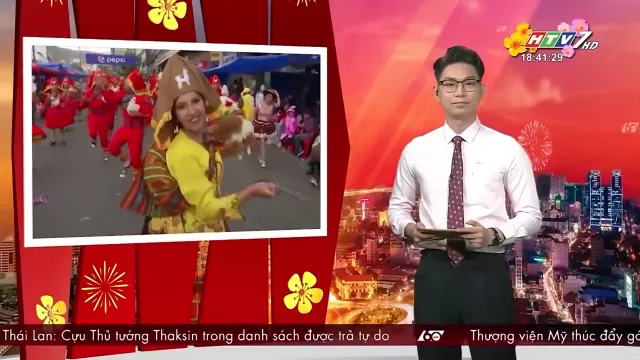 pepsi
H
HTV7 HD
18:41:29
Thái Lan: Cựu Thủ tướng Thaksin trong danh sách được trả tự do
60
Thượng viện Mỹ thúc đẩy g